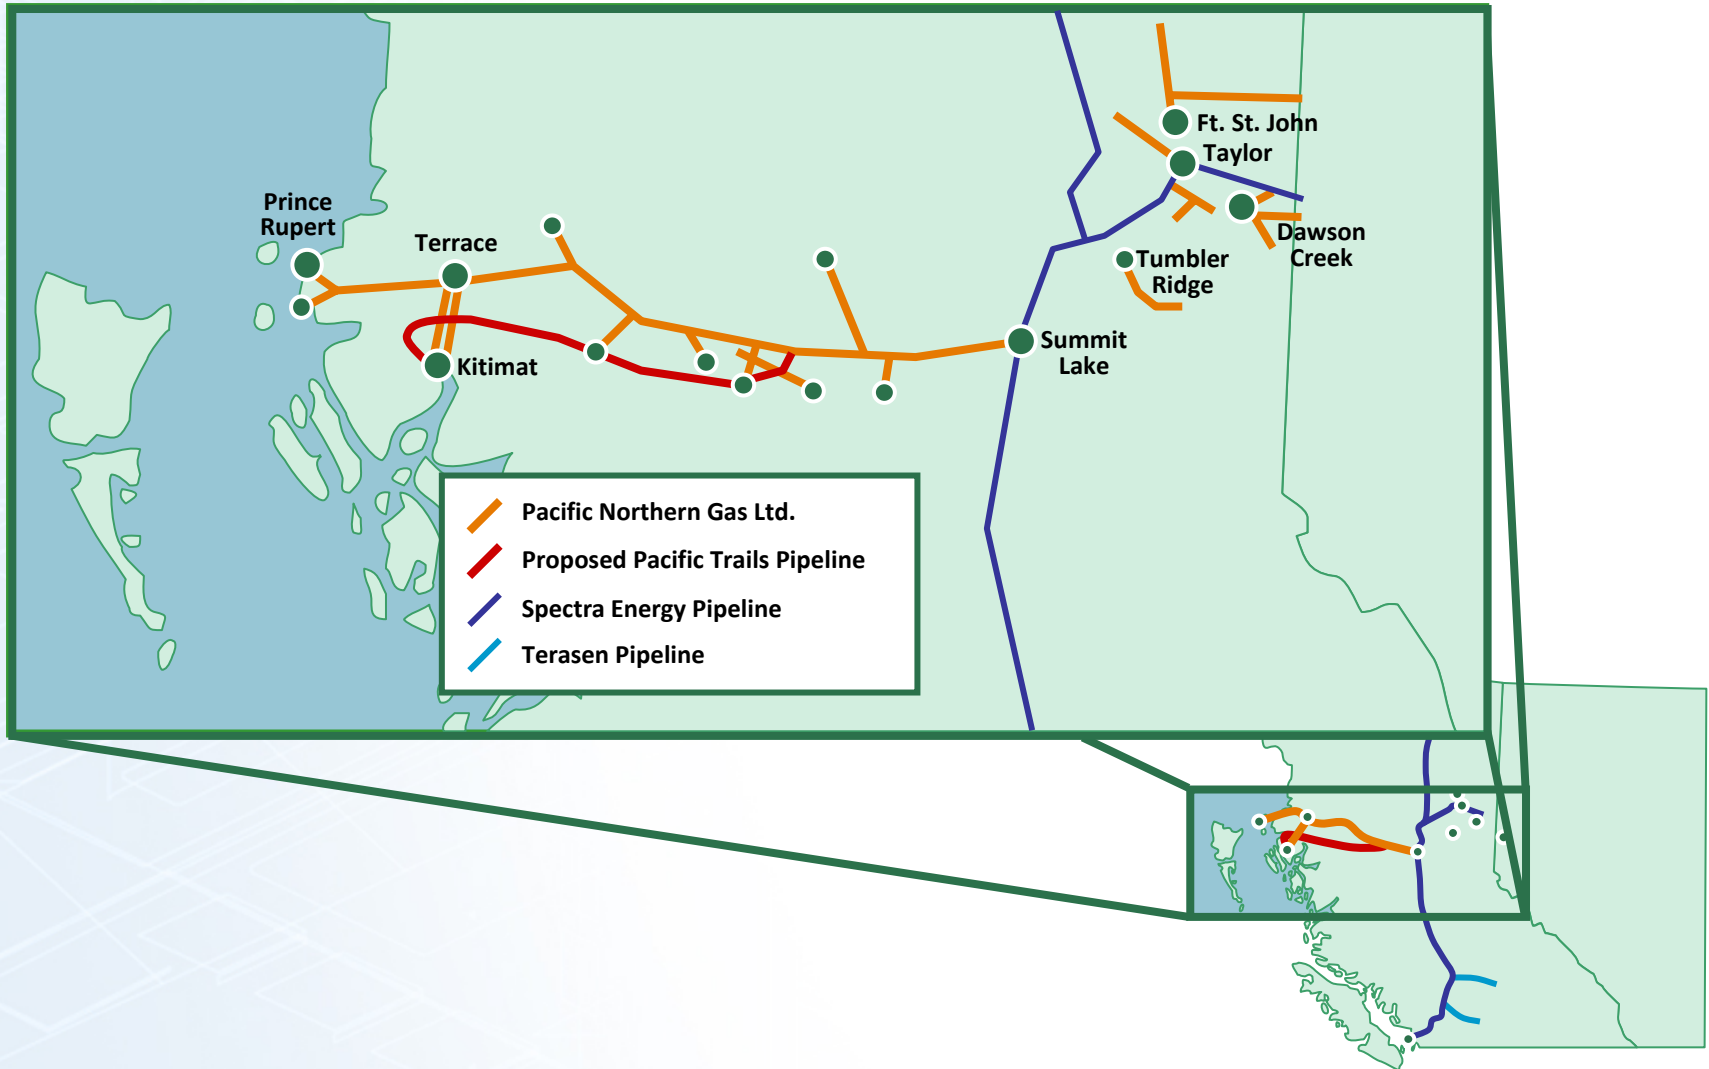 Ft. St. John
Taylor
Prince
Rupert
Terrace
Dawson
Creek
Tumbler
Ridge
Summit
Lake
Kitimat
Pacific Northern Gas Ltd.
Proposed Pacific Trails Pipeline
Spectra Energy Pipeline
Terasen Pipeline